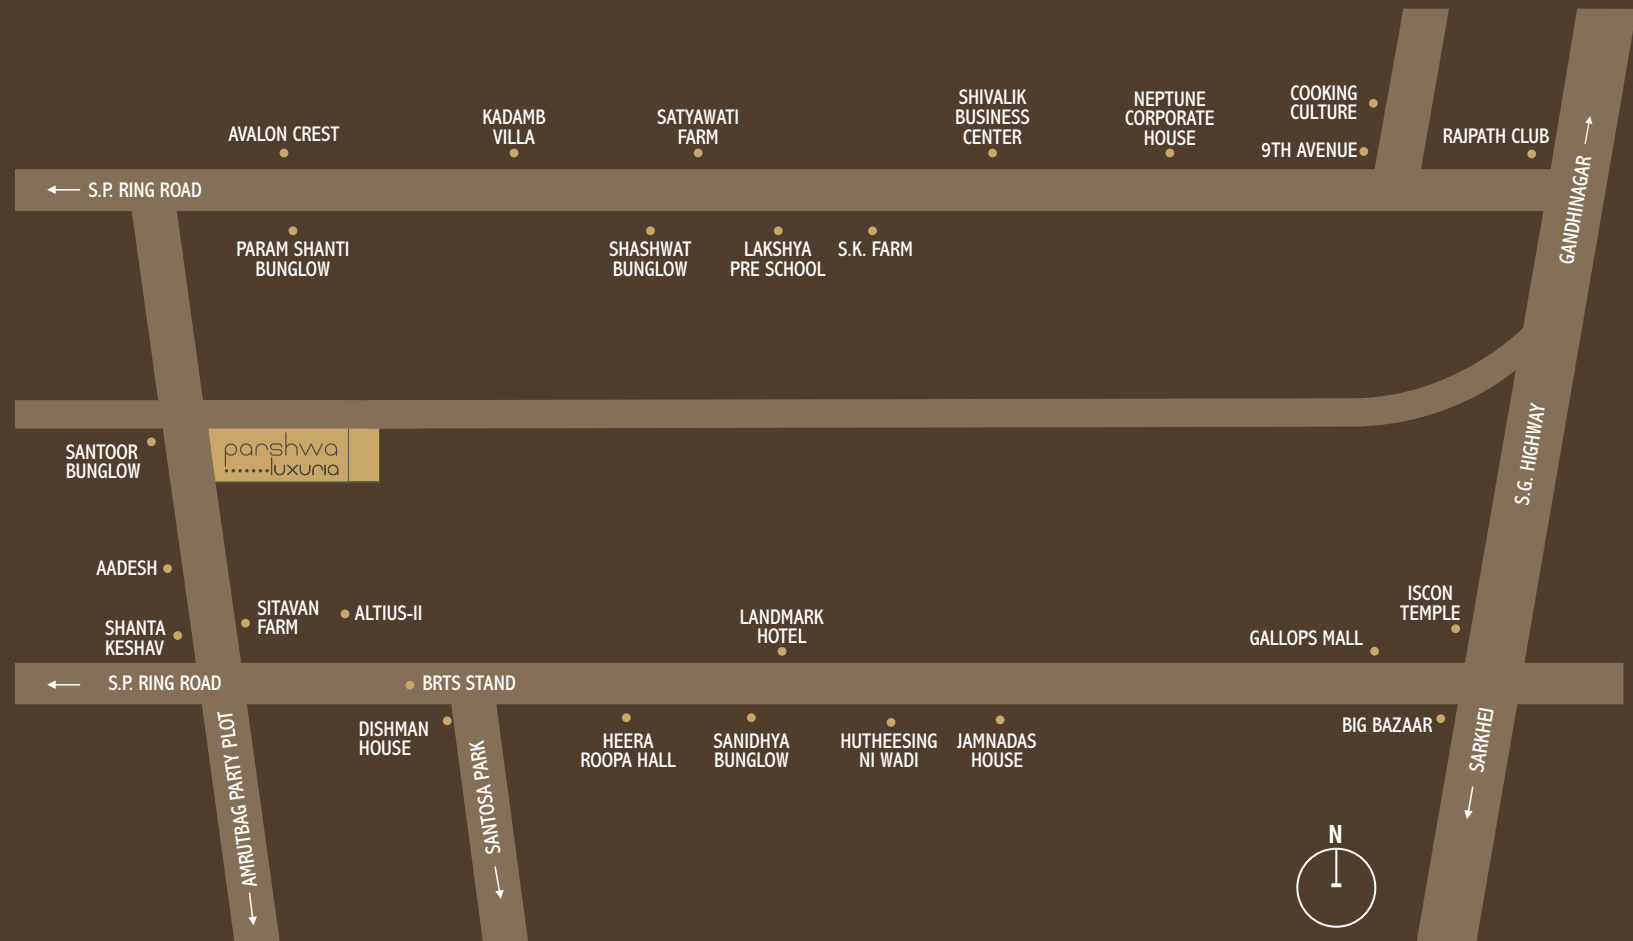 SHIVALIK
BUSINESS
CENTER
NEPTUNE
CORPORATE
HOUSE
COOKING
CULTURE
KADAMB
VILLA
SATYAWATI
FARM
AVALON CREST
9TH AVENUE
RAJPATH CLUB
S.P. RING ROAD
GANDHINAGAR
PARAM SHANTI
BUNGLOW
SHASHWAT
BUNGLOW
LAKSHYA
PRE SCHOOL
S.K. FARM
SANTOOR
BUNGLOW
parshwa
luxuria
S.G. HIGHWAY
AADESH
SHANTA
KESHAV
SITAVAN
FARM
ALTIUS-II
LANDMARK
HOTEL
ISCON
TEMPLE
GALLOPS MALL
S.P. RING ROAD
BRTS STAND
DISHMAN
HOUSE
HEERA
ROOPA HALL
SANIDHYA
BUNGLOW
HUTHEESING
NI WADI
JAMNADAS
HOUSE
BIG BAZAAR
SARKHEJ
AMRUTBAG PARTY PLOT
SANTOSA PARK
N